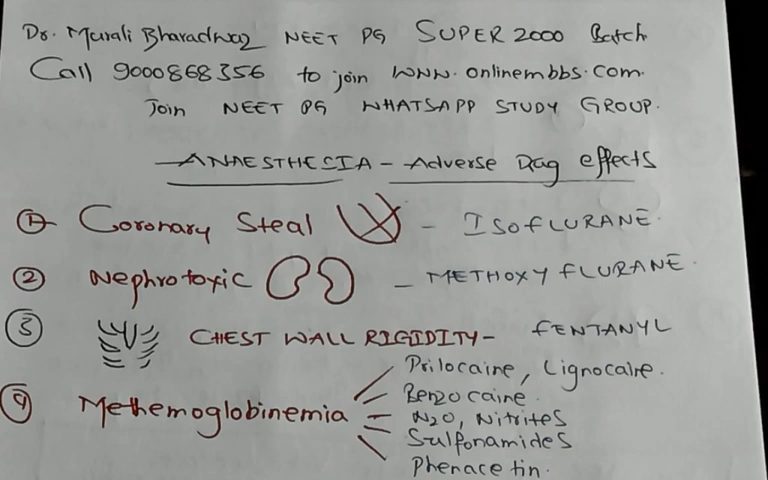 Dr. Murali Bharadwaz NEET PG SUPER 2000 Batch
Call 9000868356 to join WWW.onlinembbs.com.
Join NEET PG WHATSAPP STUDY GROUP.
ANAESTHESIA - Adverse Drag effects
① Coronary Steal - ISOFLURANE.
② Nephrotoxic - METHOXY FLURANE.
③ CHEST WALL RIGIDITY - FENTANYL
④ Methemoglobinemia
Prilocaine, Lignocaire.
Benzocaine.
N2O, Nitrites
Sulfonamides
Phenacetin.